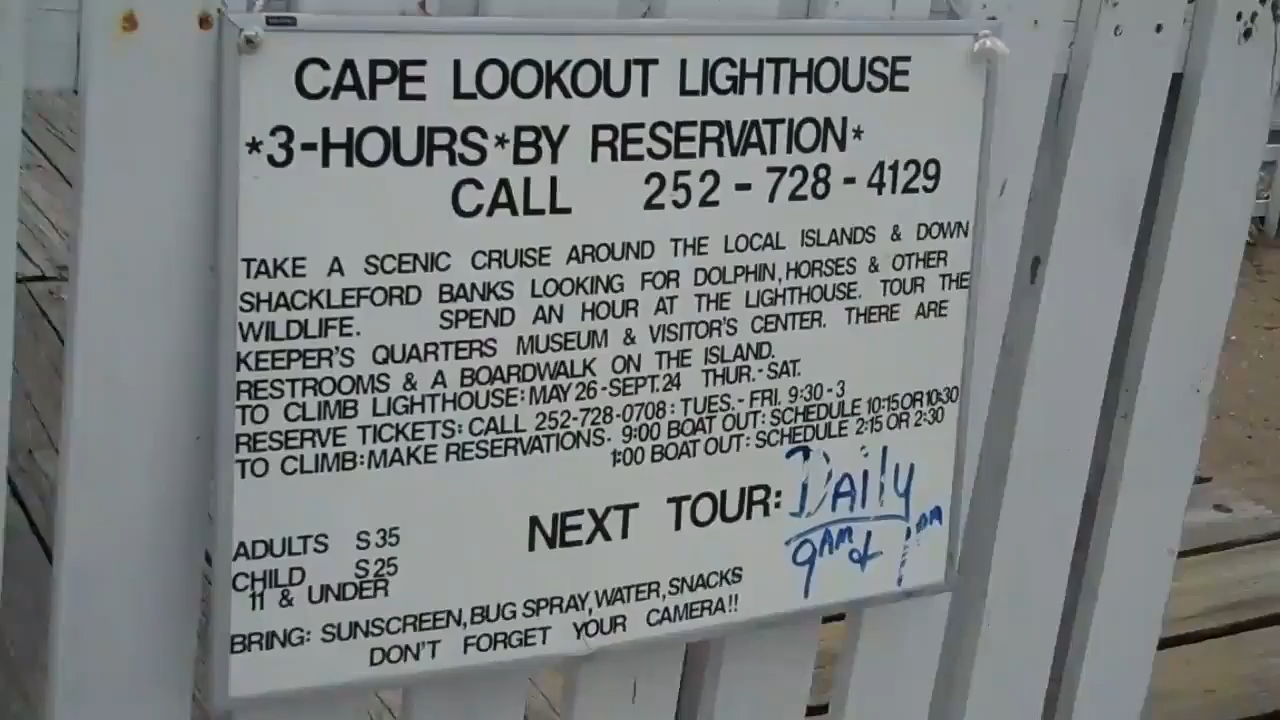 CAPE LOOKOUT LIGHTHOUSE
*3-HOURS*BY RESERVATION*
CALL 252-728-4129
TAKE A SCENIC CRUISE AROUND THE LOCAL ISLANDS & DOWN
SHACKLEFORD BANKS LOOKING FOR DOLPHIN, HORSES & OTHER
WILDLIFE. SPEND AN HOUR AT THE LIGHTHOUSE. TOUR THE
KEEPER'S QUARTERS MUSEUM & VISITOR'S CENTER. THERE ARE
RESTROOMS & A BOARDWALK ON THE ISLAND.
TO CLIMB LIGHTHOUSE: MAY 26-SEPT.24 THUR.-SAT.
RESERVE TICKETS: CALL 252-728-0708: TUES.- FRI. 9:30-3
TO CLIMB:MAKE RESERVATIONS. 9:00 BOAT OUT: SCHEDULE 10:15 OR 10:30
1:00 BOAT OUT: SCHEDULE 2:15 OR 2:30
NEXT TOUR: DAily
9AM & 1PM
ADULTS S 35
CHILD S 25
11 & UNDER
BRING: SUNSCREEN, BUG SPRAY, WATER, SNACKS
DON'T FORGET YOUR CAMERA!!